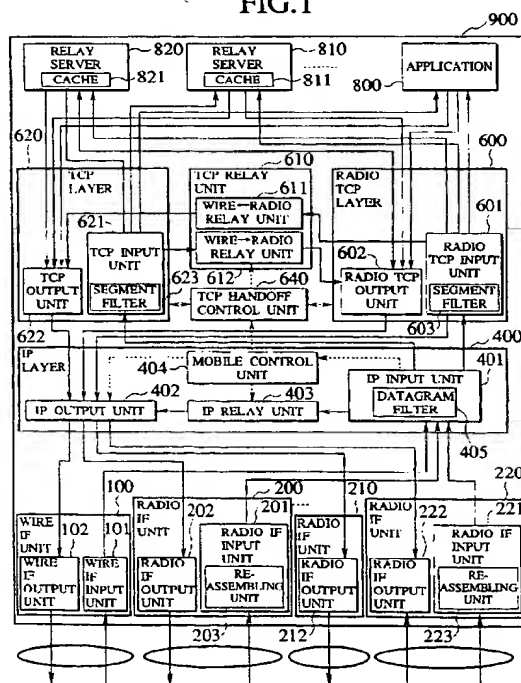 FIG.1
900
RELAY SERVER
CACHE
820
821
RELAY SERVER
CACHE
810
811
APPLICATION
800
620
TCP LAYER
621
TCP INPUT UNIT
SEGMENT FILTER
623
TCP OUTPUT UNIT
622
610
TCP RELAY UNIT
611
WIRE←RADIO RELAY UNIT
WIRE→RADIO RELAY UNIT
612
640
TCP HANDOFF CONTROL UNIT
600
RADIO TCP LAYER
601
602
RADIO TCP OUTPUT UNIT
RADIO TCP INPUT UNIT
SEGMENT FILTER
603
400
IP LAYER
404
MOBILE CONTROL UNIT
401
IP INPUT UNIT
DATAGRAM FILTER
405
402
IP OUTPUT UNIT
403
IP RELAY UNIT
100
WIRE IF UNIT
102
101
WIRE IF OUTPUT UNIT
WIRE IF INPUT UNIT
200
RADIO IF UNIT
202
201
RADIO IF OUTPUT UNIT
RADIO IF INPUT UNIT
RE-ASSEMBLING UNIT
203
210
RADIO IF UNIT
RADIO IF OUTPUT UNIT
212
220
RADIO IF UNIT
222
221
RADIO IF OUTPUT UNIT
RADIO IF INPUT UNIT
RE-ASSEMBLING UNIT
223